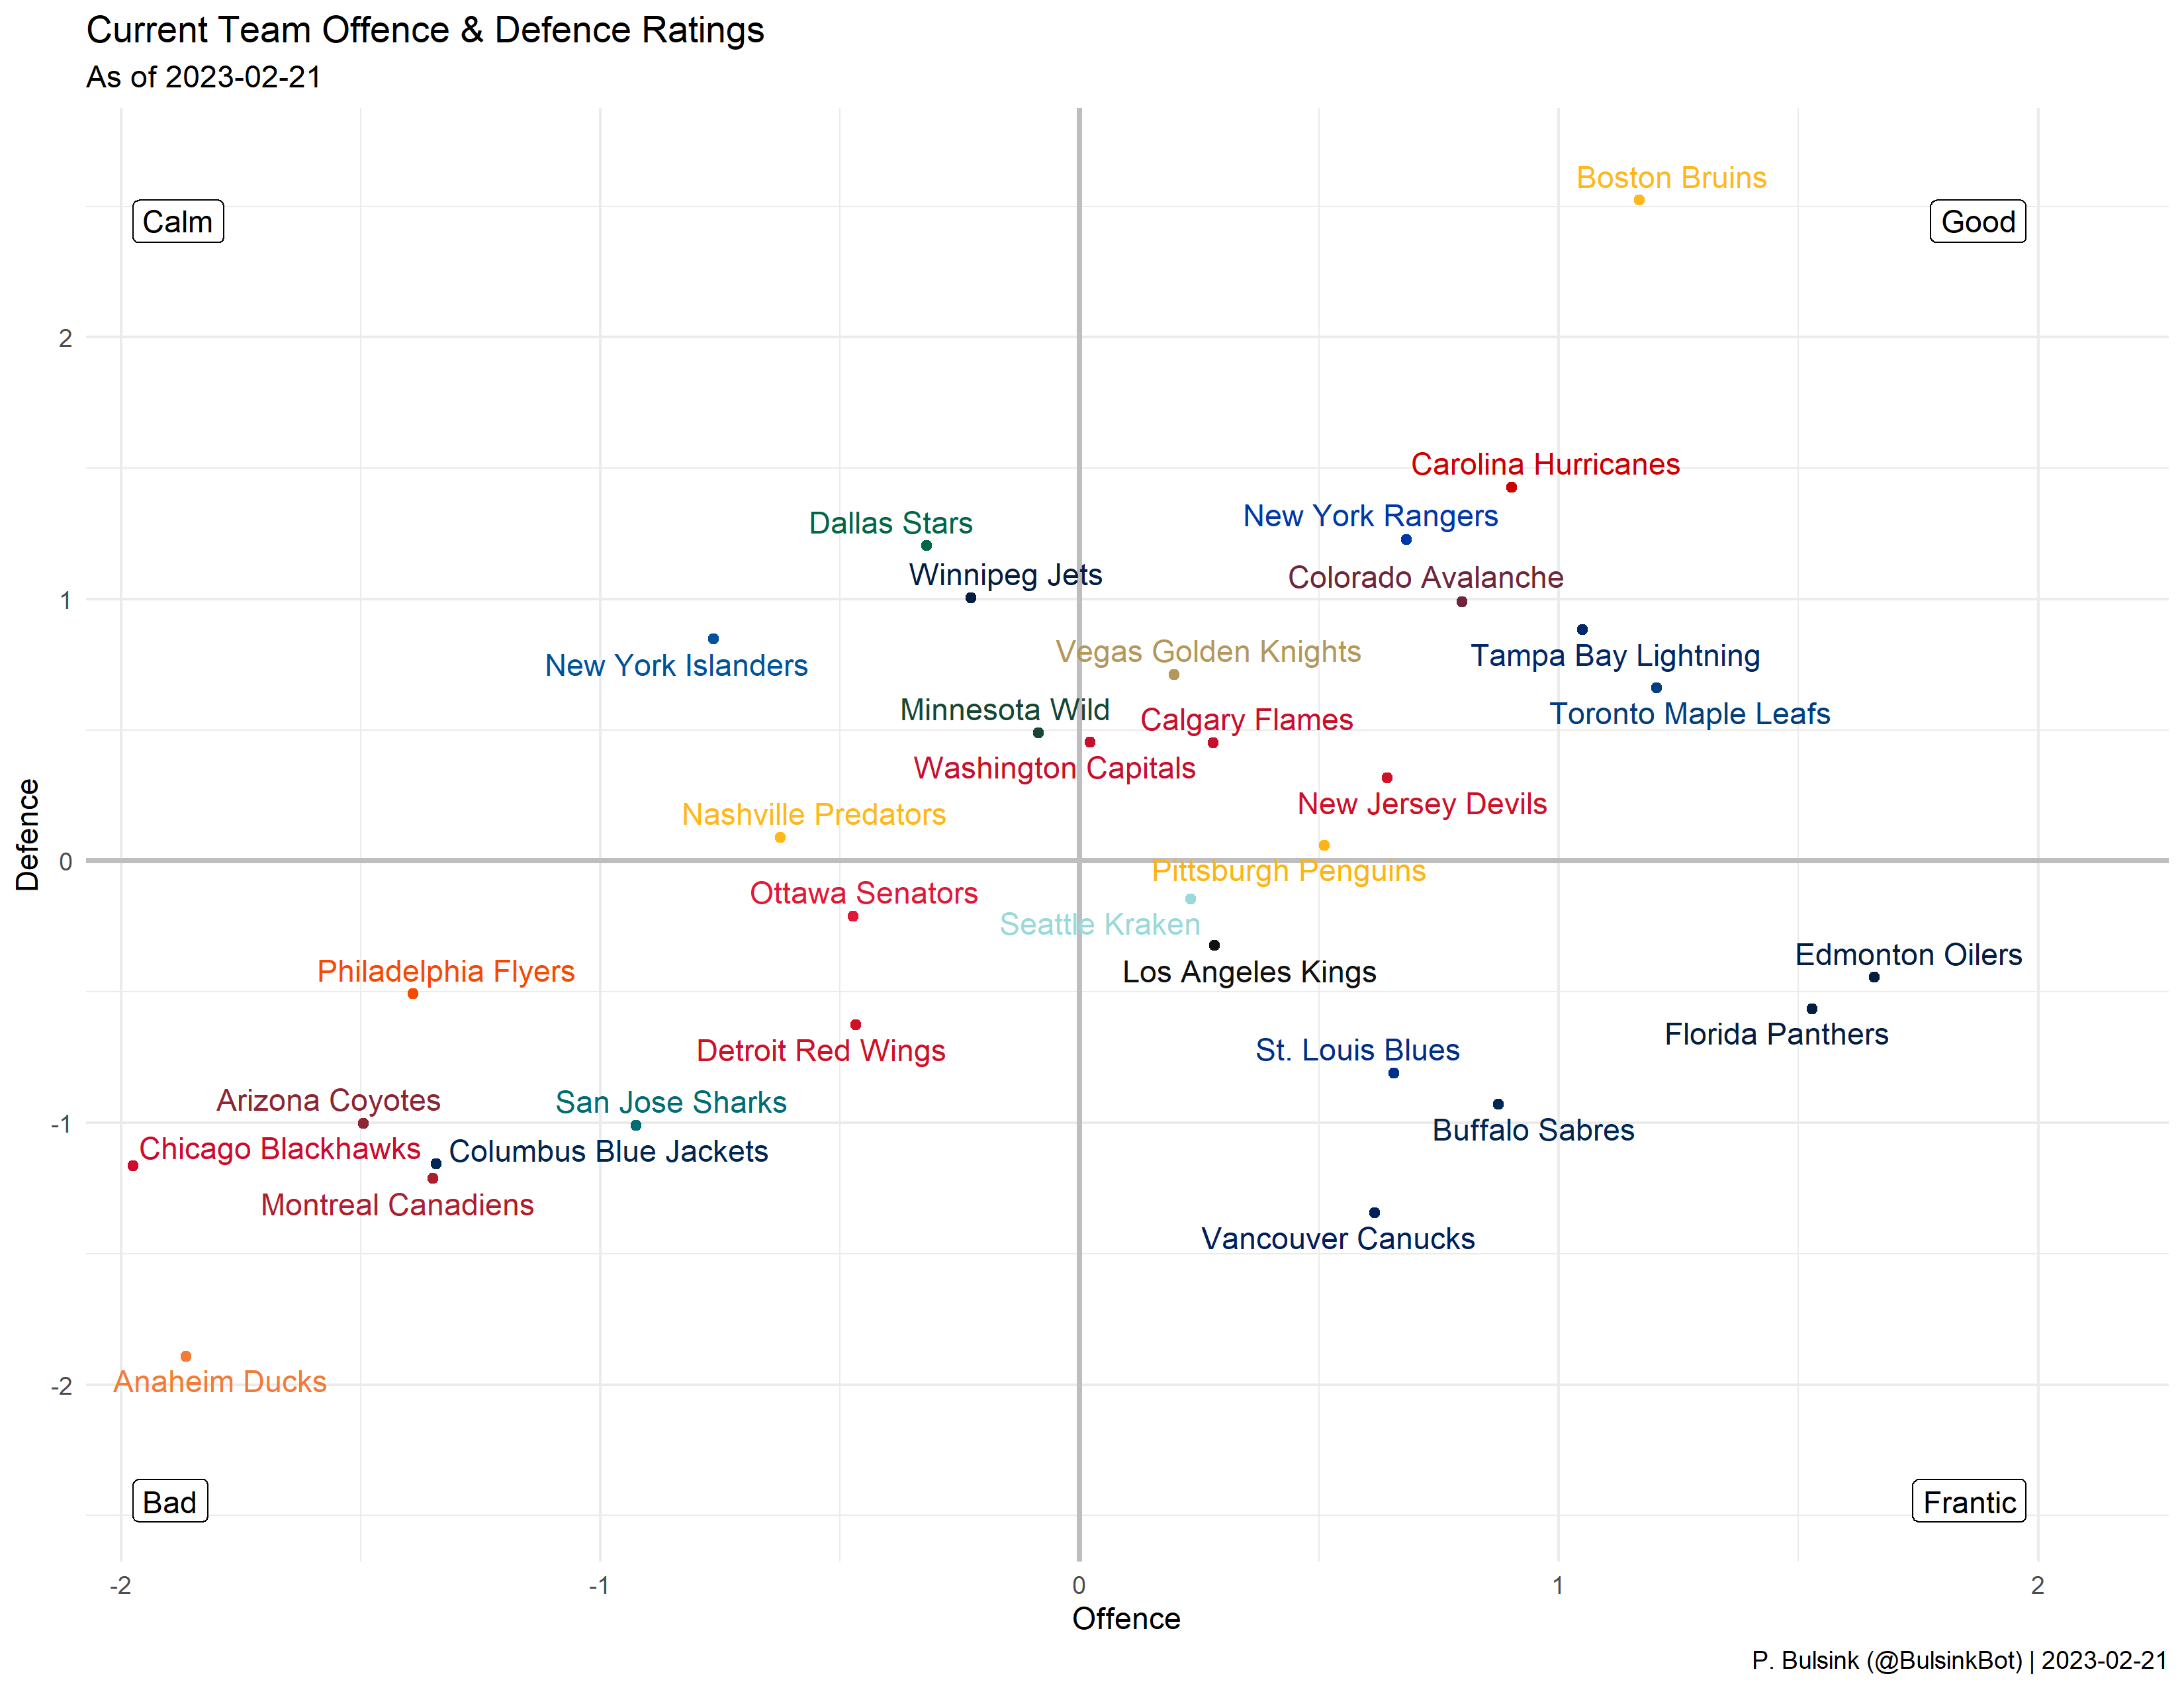 Current Team Offence & Defence Ratings
As of 2023-02-21
Boston Bruins
Calm
Good
2
Carolina Hurricanes
New York Rangers
Dallas Stars
Winnipeg Jets
Colorado Avalanche
1
Vegas Golden Knights
Tampa Bay Lightning
New York Islanders
Minnesota Wild
Calgary Flames
Toronto Maple Leafs
Washington Capitals
New Jersey Devils
Nashville Predators
Defence
0
Pittsburgh Penguins
Ottawa Senators
Seattle Kraken
Edmonton Oilers
Philadelphia Flyers
Los Angeles Kings
Florida Panthers
Detroit Red Wings
St. Louis Blues
Arizona Coyotes
San Jose Sharks
-1
Buffalo Sabres
Chicago Blackhawks
Columbus Blue Jackets
Montreal Canadiens
Vancouver Canucks
-2
Anaheim Ducks
Bad
Frantic
-2 -1 0 1 2
Offence
P. Bulsink (@BulsinkBot) | 2023-02-21